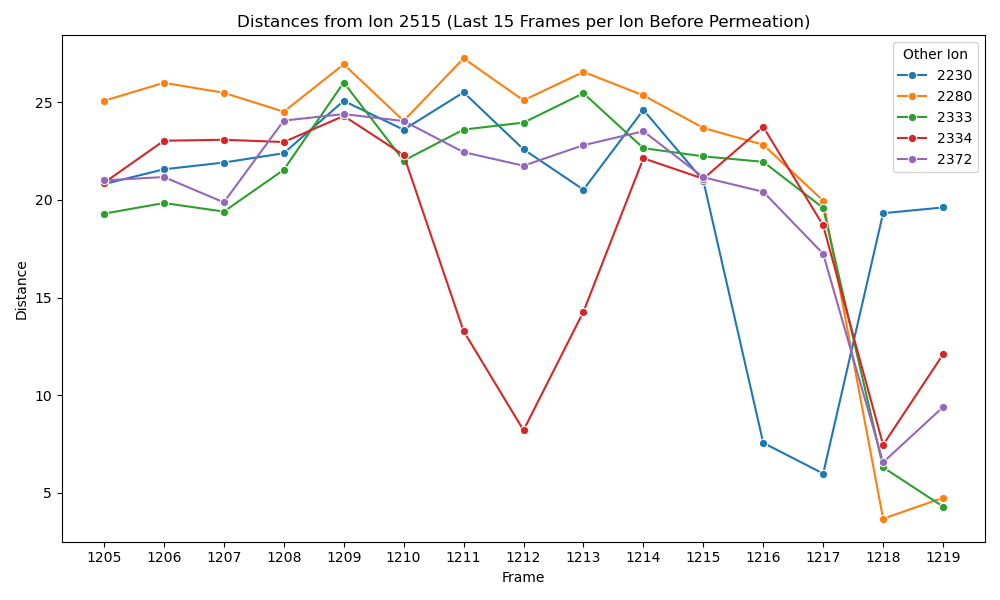 Distances from Ion 2515 (Last 15 Frames per Ion Before Permeation)
Other Ion
2230
2280
2333
2334
2372
Distance
25
20
15
10
5
1205 1206 1207 1208 1209 1210 1211 1212 1213 1214 1215 1216 1217 1218 1219
Frame